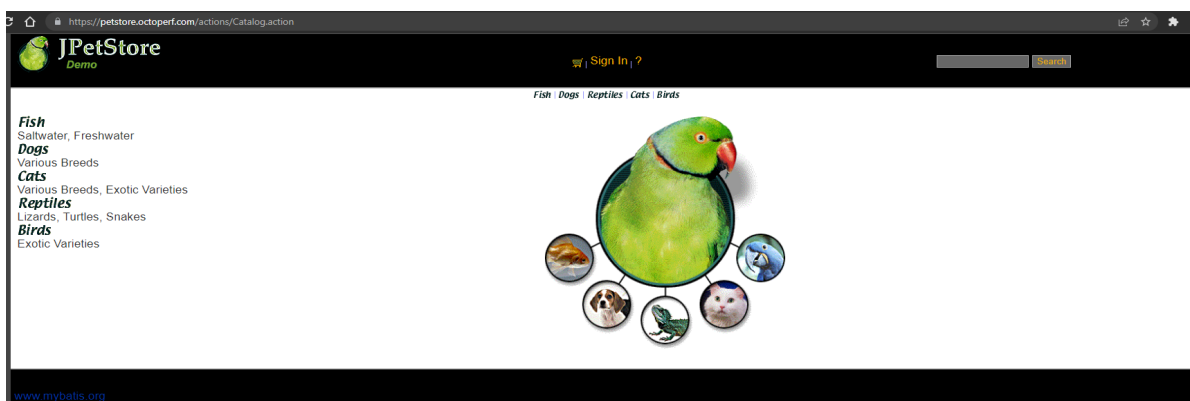 https://petstore.octoperf.com/actions/Catalog.action
JPetStore
Demo
| Sign In | ?
Search
Fish | Dogs | Reptiles | Cats | Birds
Fish
Saltwater, Freshwater
Dogs
Various Breeds
Cats
Various Breeds, Exotic Varieties
Reptiles
Lizards, Turtles, Snakes
Birds
Exotic Varieties
www.mybatis.org